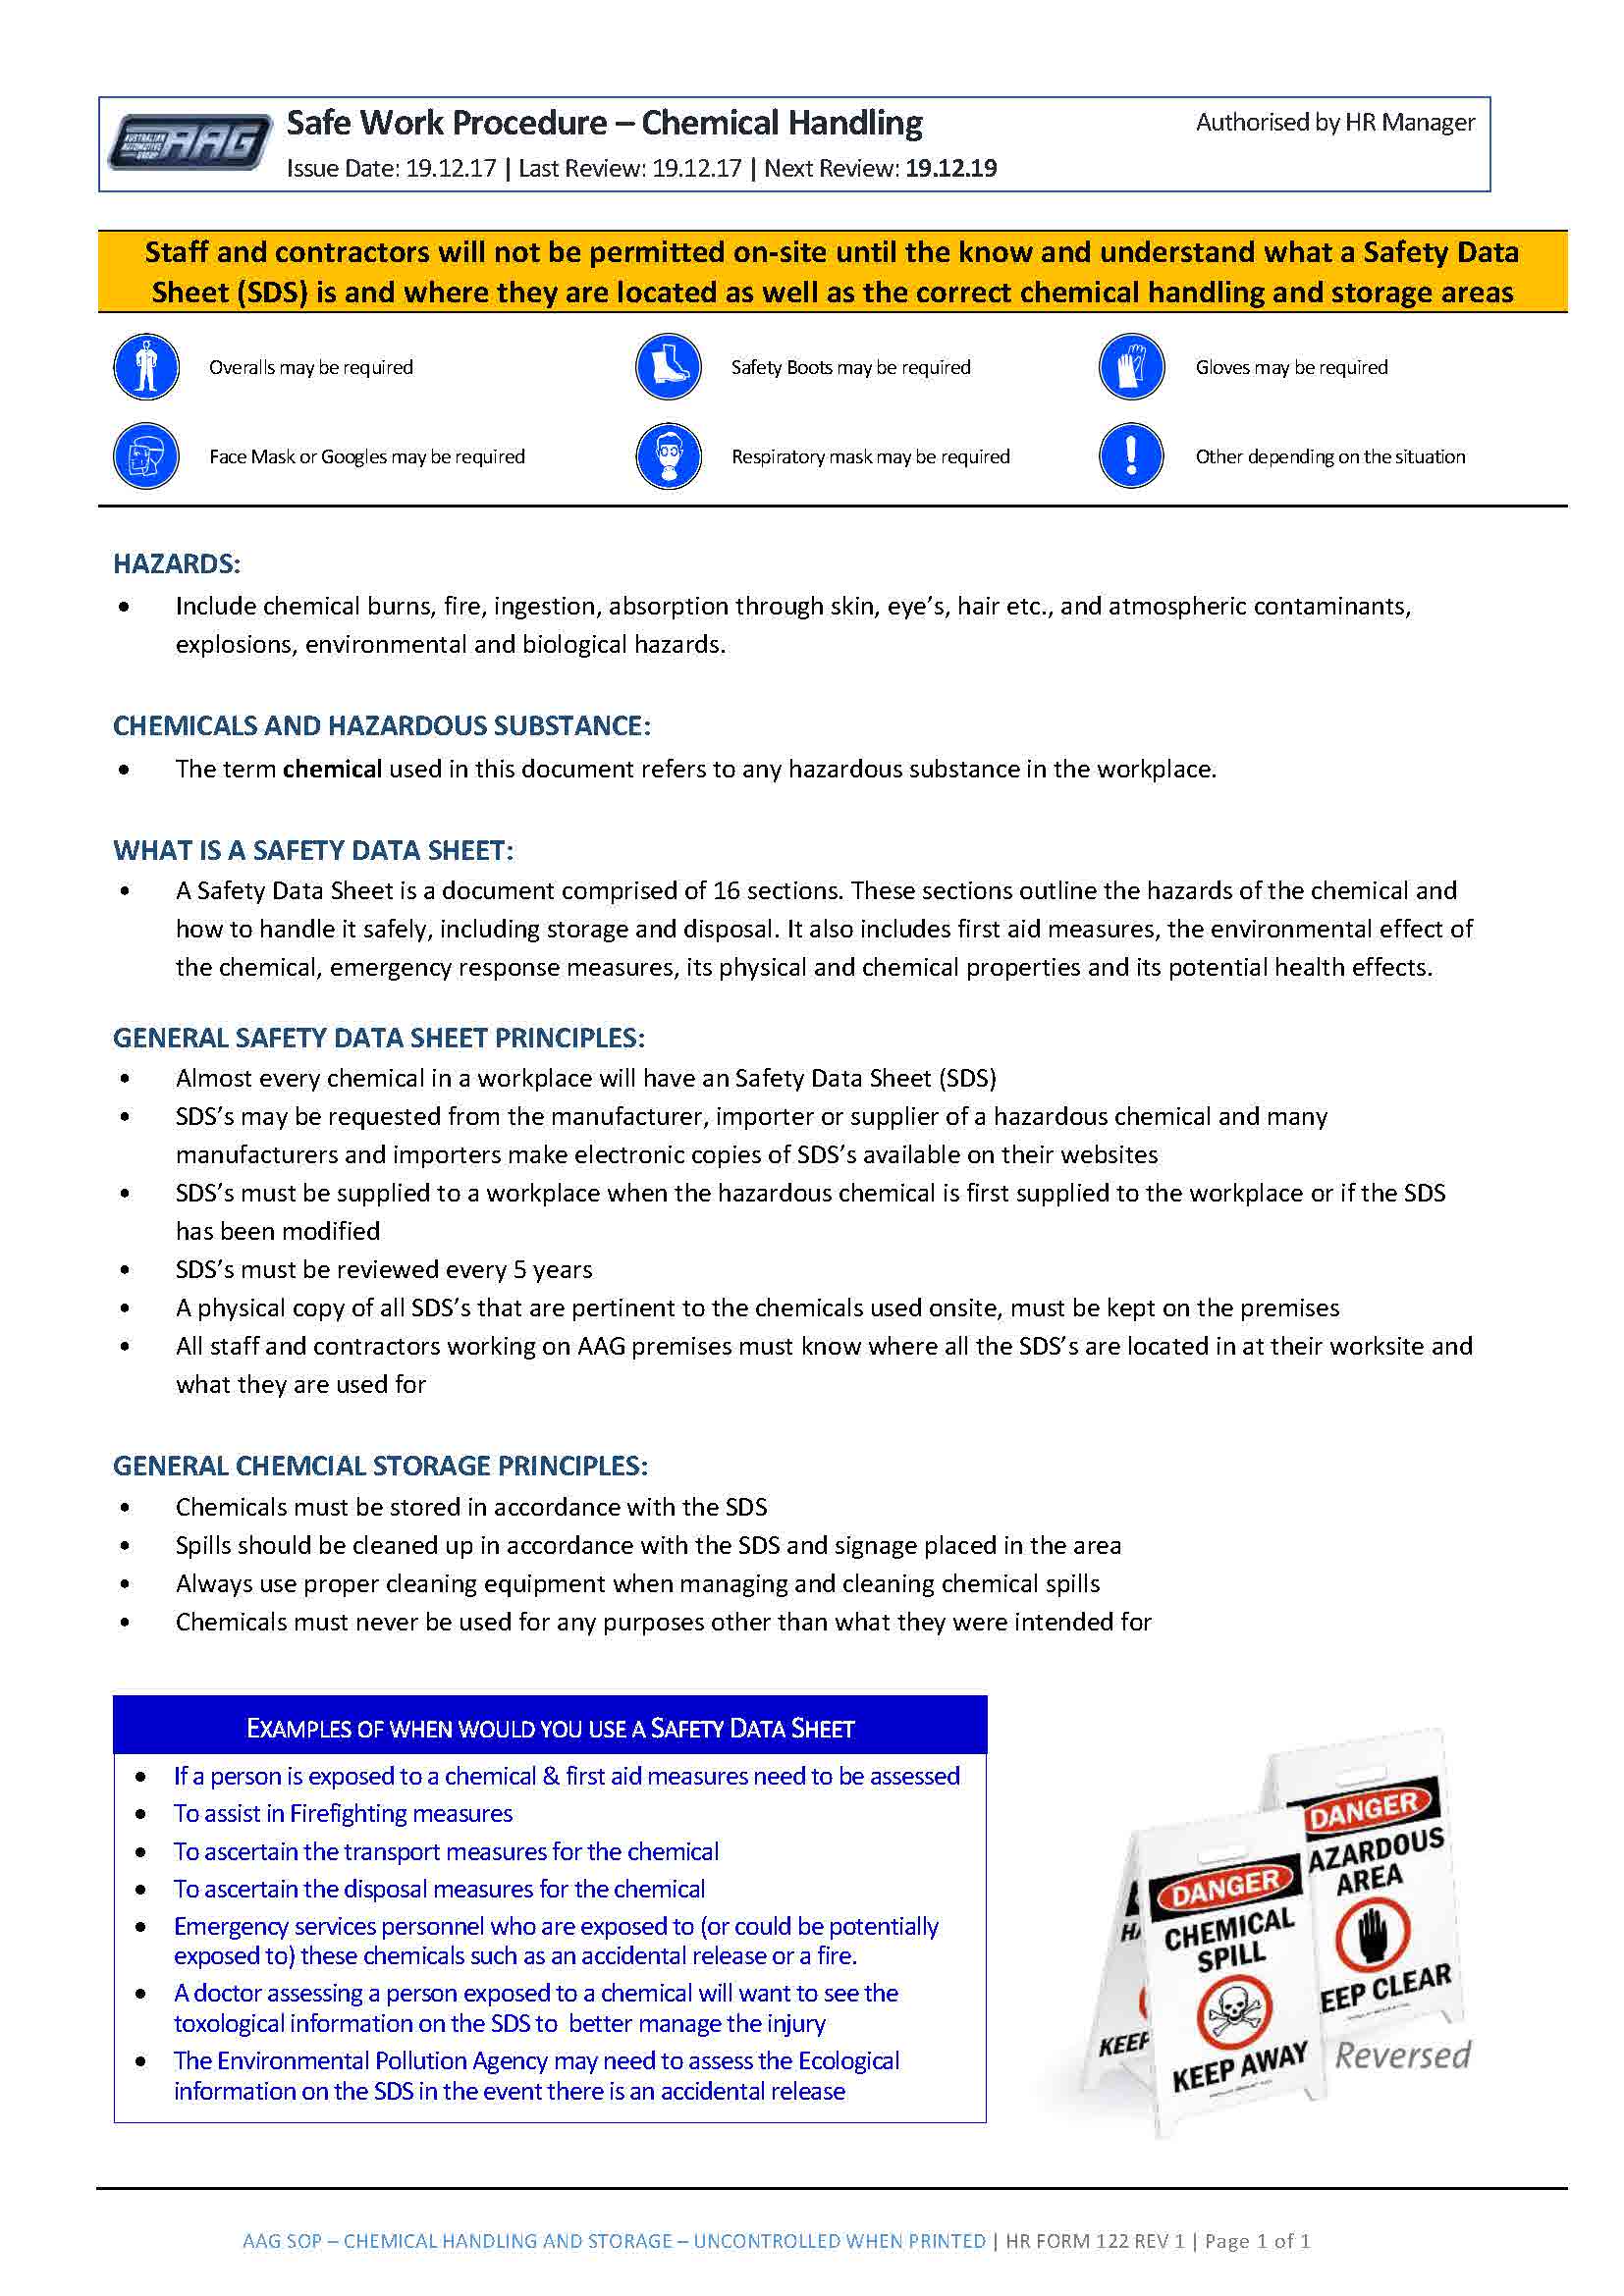 AUSTRALIAN
AUTOMOTIVE
GROUP
AAG
Safe Work Procedure – Chemical Handling
Authorised by HR Manager
Issue Date: 19.12.17 | Last Review: 19.12.17 | Next Review: 19.12.19
Staff and contractors will not be permitted on-site until the know and understand what a Safety Data
Sheet (SDS) is and where they are located as well as the correct chemical handling and storage areas
Overalls may be required
Safety Boots may be required
Gloves may be required
Face Mask or Googles may be required
Respiratory mask may be required
Other depending on the situation
HAZARDS:
• Include chemical burns, fire, ingestion, absorption through skin, eye’s, hair etc., and atmospheric contaminants,
explosions, environmental and biological hazards.
CHEMICALS AND HAZARDOUS SUBSTANCE:
• The term chemical used in this document refers to any hazardous substance in the workplace.
WHAT IS A SAFETY DATA SHEET:
• A Safety Data Sheet is a document comprised of 16 sections. These sections outline the hazards of the chemical and
how to handle it safely, including storage and disposal. It also includes first aid measures, the environmental effect of
the chemical, emergency response measures, its physical and chemical properties and its potential health effects.
GENERAL SAFETY DATA SHEET PRINCIPLES:
• Almost every chemical in a workplace will have an Safety Data Sheet (SDS)
• SDS’s may be requested from the manufacturer, importer or supplier of a hazardous chemical and many
manufacturers and importers make electronic copies of SDS’s available on their websites
• SDS’s must be supplied to a workplace when the hazardous chemical is first supplied to the workplace or if the SDS
has been modified
• SDS’s must be reviewed every 5 years
• A physical copy of all SDS’s that are pertinent to the chemicals used onsite, must be kept on the premises
• All staff and contractors working on AAG premises must know where all the SDS’s are located in at their worksite and
what they are used for
GENERAL CHEMCIAL STORAGE PRINCIPLES:
• Chemicals must be stored in accordance with the SDS
• Spills should be cleaned up in accordance with the SDS and signage placed in the area
• Always use proper cleaning equipment when managing and cleaning chemical spills
• Chemicals must never be used for any purposes other than what they were intended for
EXAMPLES OF WHEN WOULD YOU USE A SAFETY DATA SHEET
• If a person is exposed to a chemical & first aid measures need to be assessed
• To assist in Firefighting measures
• To ascertain the transport measures for the chemical
• To ascertain the disposal measures for the chemical
• Emergency services personnel who are exposed to (or could be potentially
exposed to) these chemicals such as an accidental release or a fire.
• A doctor assessing a person exposed to a chemical will want to see the
toxological information on the SDS to better manage the injury
• The Environmental Pollution Agency may need to assess the Ecological
information on the SDS in the event there is an accidental release
DANGER
AZARDOUS
AREA
EEP CLEAR
DANGER
CHEMICAL
SPILL
KEEP AWAY
HA
KEEP
Reversed
AAG SOP – CHEMICAL HANDLING AND STORAGE – UNCONTROLLED WHEN PRINTED | HR FORM 122 REV 1 | Page 1 of 1